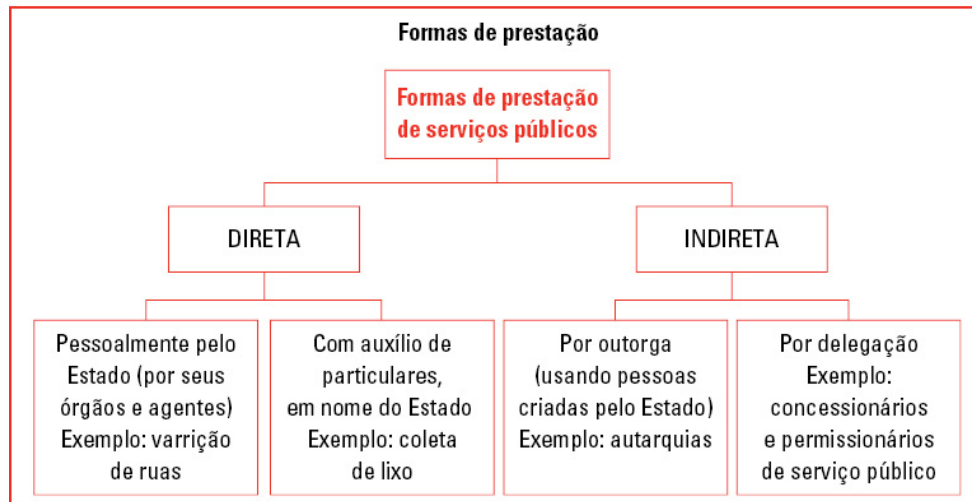 Formas de prestação
Formas de prestação
de serviços públicos
DIRETA
INDIRETA
Pessoalmente pelo
Estado (por seus
órgãos e agentes)
Exemplo: varrição
de ruas
Com auxílio de
particulares,
em nome do Estado
Exemplo: coleta
de lixo
Por outorga
(usando pessoas
criadas pelo Estado)
Exemplo: autarquias
Por delegação
Exemplo:
concessionários
e permissionários
de serviço público